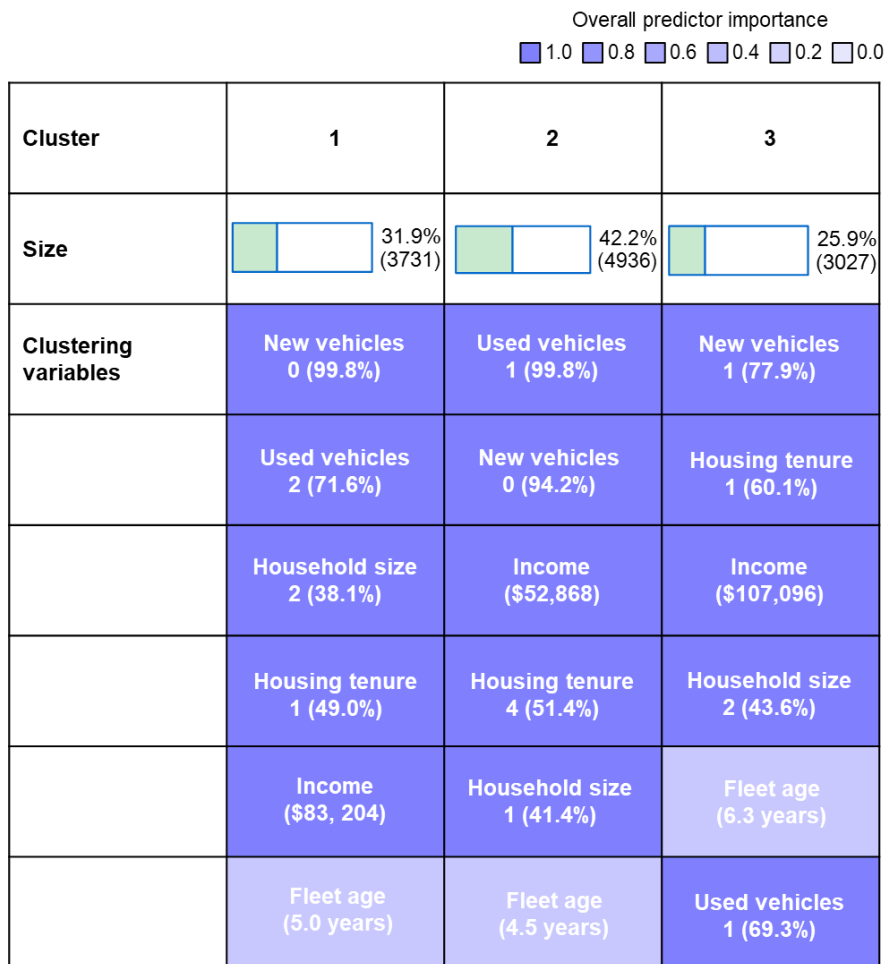 Overall predictor importance
1.0 0.8 0.6 0.4 0.2 0.0
Cluster 1 2 3
Size
31.9%
(3731)
42.2%
(4936)
25.9%
(3027)
Clustering
variables
New vehicles
0 (99.8%)
Used vehicles
1 (99.8%)
New vehicles
1 (77.9%)
Used vehicles
2 (71.6%)
New vehicles
0 (94.2%)
Housing tenure
1 (60.1%)
Household size
2 (38.1%)
Income
($52,868)
Income
($107,096)
Housing tenure
1 (49.0%)
Housing tenure
4 (51.4%)
Household size
2 (43.6%)
Income
($83, 204)
Household size
1 (41.4%)
Fleet age
(6.3 years)
Fleet age
(5.0 years)
Fleet age
(4.5 years)
Used vehicles
1 (69.3%)